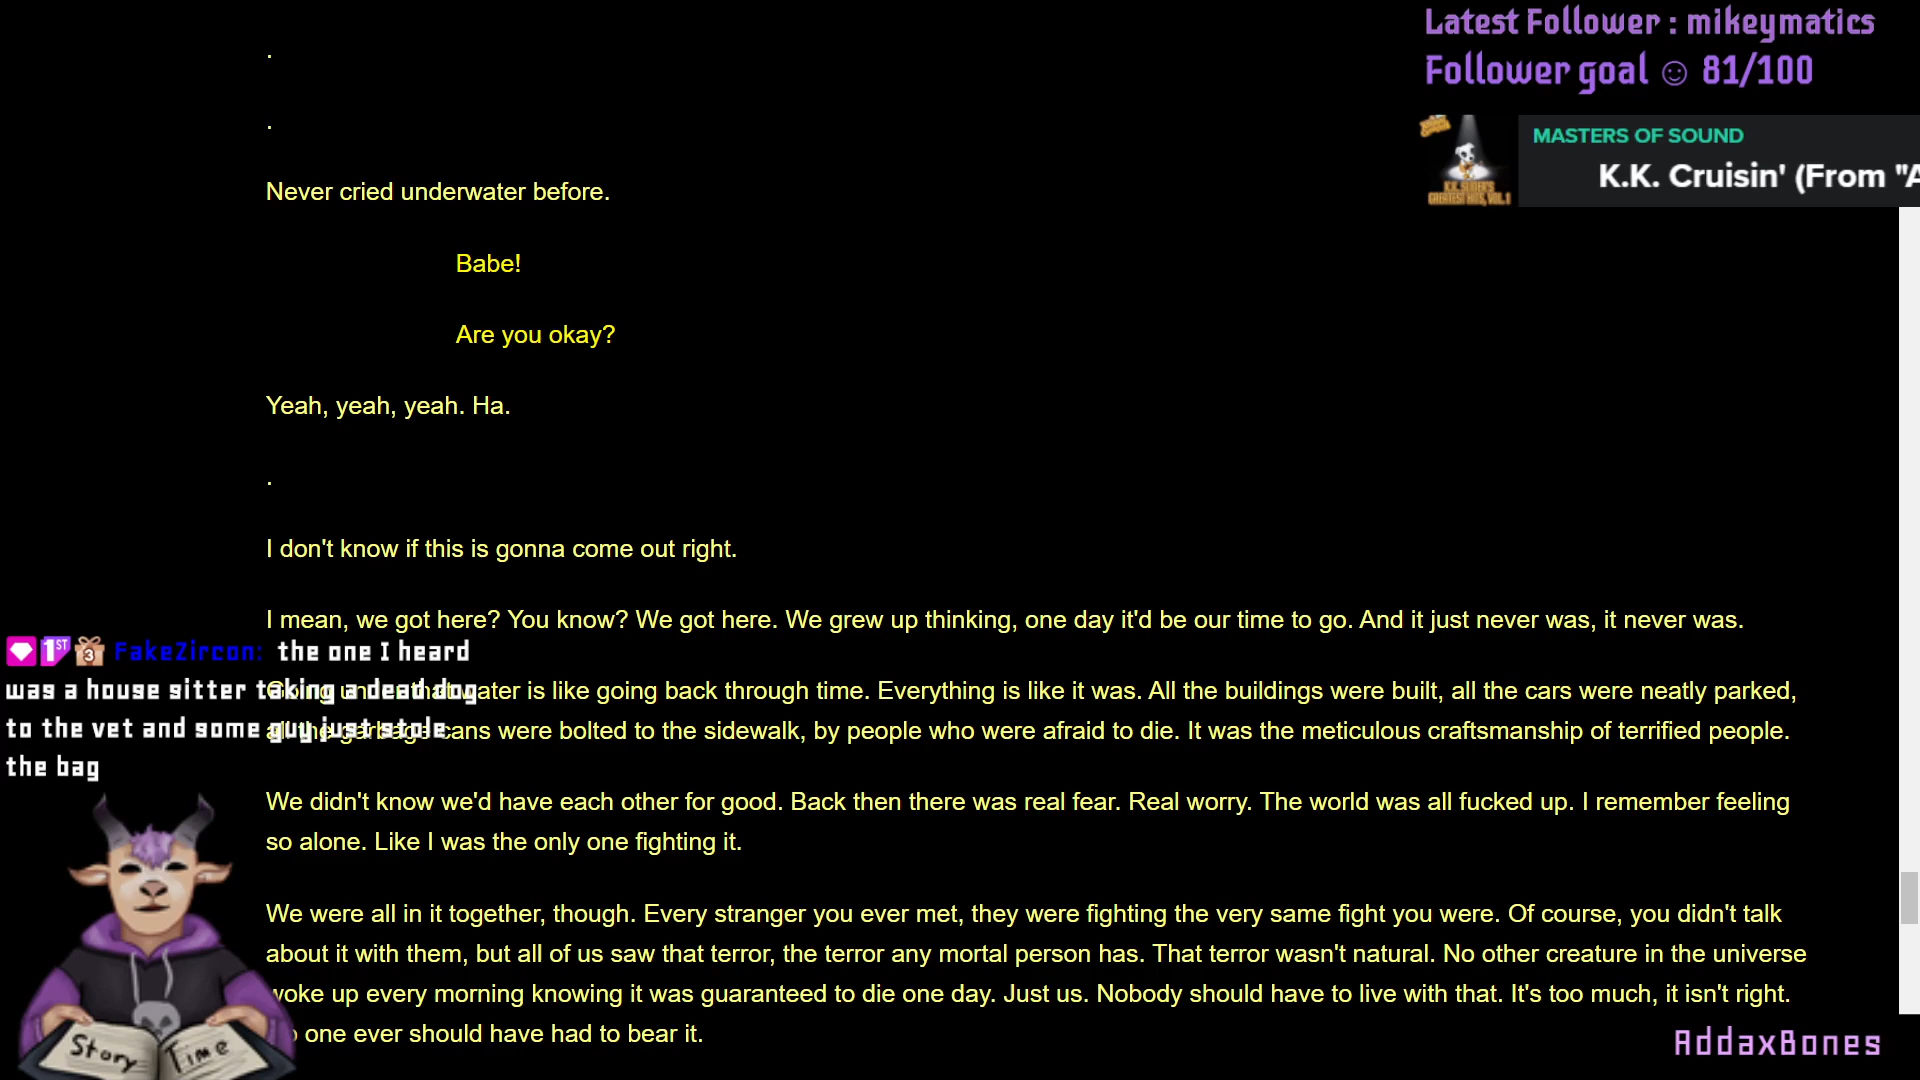 Latest Follower : mikeymatics
Follower goal ☺ 81/100
MASTERS OF SOUND
K.K. Cruisin' (From "A
K.K. SLIDER'S
GREATEST HITS, VOL. 1
.
.
Never cried underwater before.
Babe!
Are you okay?
Yeah, yeah, yeah. Ha.
.
I don't know if this is gonna come out right.
I mean, we got here? You know? We got here. We grew up thinking, one day it'd be our time to go. And it just never was, it never was.
Going under that water is like going back through time. Everything is like it was. All the buildings were built, all the cars were neatly parked,
all the garbage cans were bolted to the sidewalk, by people who were afraid to die. It was the meticulous craftsmanship of terrified people.
We didn't know we'd have each other for good. Back then there was real fear. Real worry. The world was all fucked up. I remember feeling
so alone. Like I was the only one fighting it.
We were all in it together, though. Every stranger you ever met, they were fighting the very same fight you were. Of course, you didn't talk
about it with them, but all of us saw that terror, the terror any mortal person has. That terror wasn't natural. No other creature in the universe
woke up every morning knowing it was guaranteed to die one day. Just us. Nobody should have to live with that. It's too much, it isn't right.
one ever should have had to bear it.
1ST 3 FakeZircon: the one I heard
was a house sitter taking a dead dog
to the vet and some guy just stole
the bag
Story Time
AddaxBones